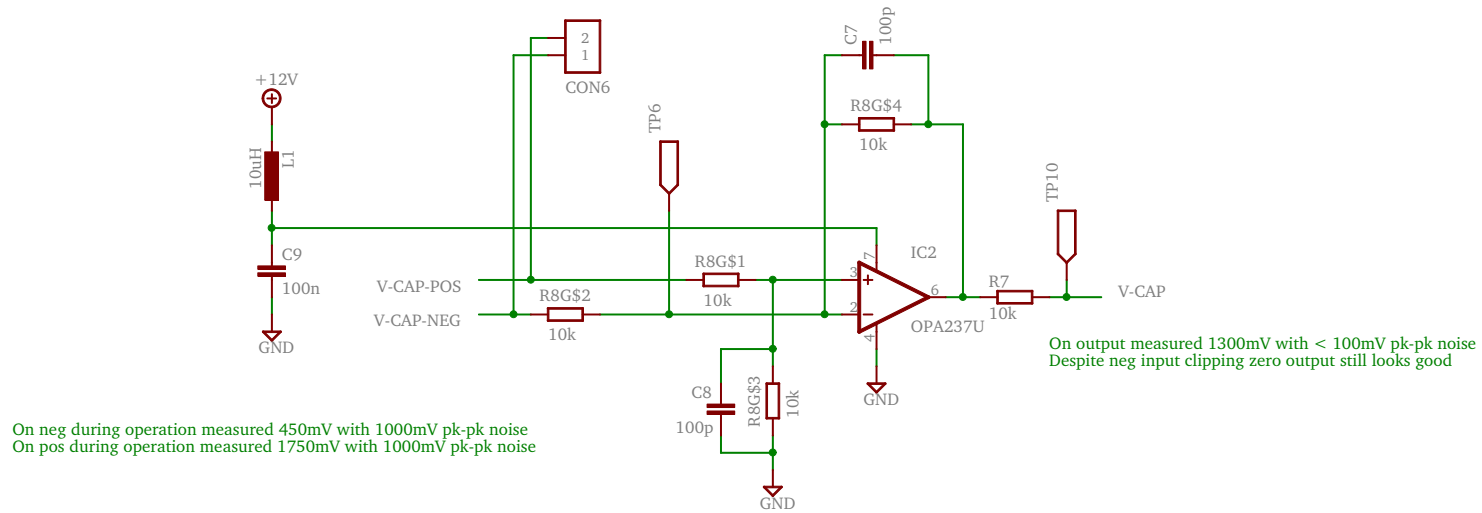 C7
100p
2
1
CON6
+12V
R8G$4
10k
TP6
10uH
L1
TP10
C9
100n
IC2
7
R8G$1
10k
3
V-CAP-POS
R8G$2
10k
2
6
R7
10k
V-CAP
V-CAP-NEG
OPA237U
4
GND
On output measured 1300mV with < 100mV pk-pk noise
Despite neg input clipping zero output still looks good
C8
100p
R8G$3
10k
GND
On neg during operation measured 450mV with 1000mV pk-pk noise
On pos during operation measured 1750mV with 1000mV pk-pk noise
GND